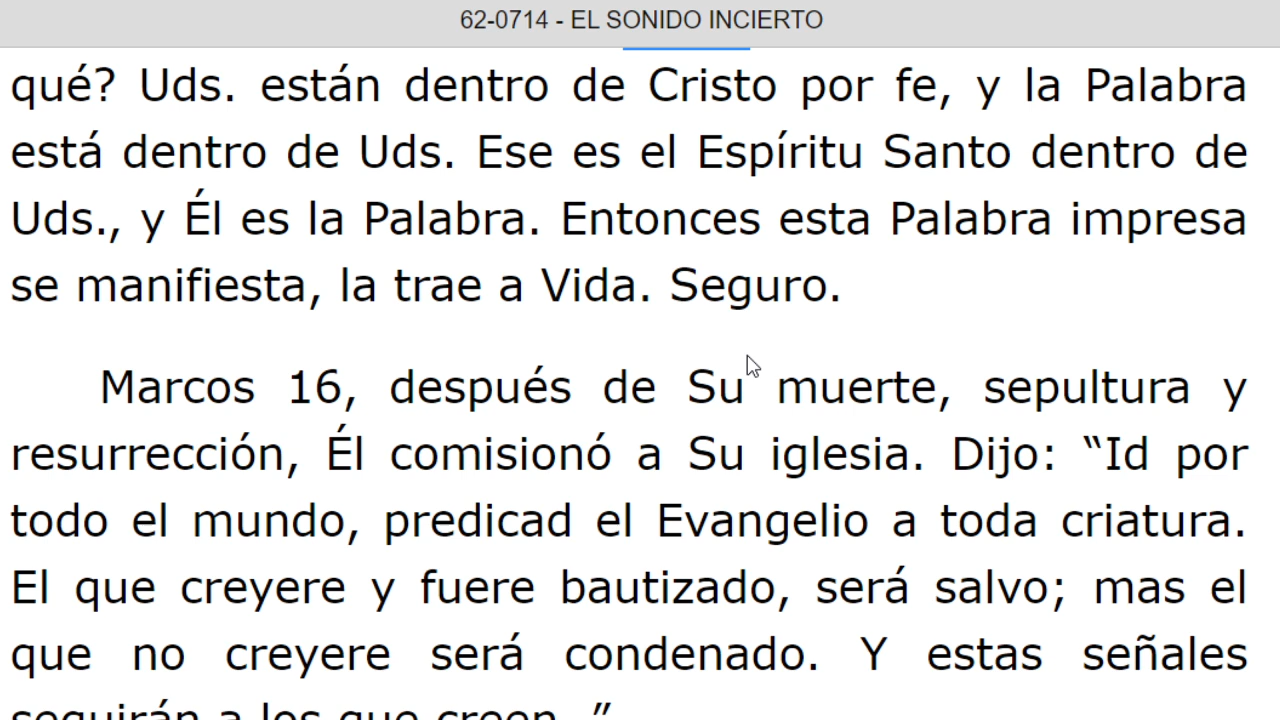 62-0714 - EL SONIDO INCIERTO
qué? Uds. están dentro de Cristo por fe, y la Palabra
está dentro de Uds. Ese es el Espíritu Santo dentro de
Uds., y Él es la Palabra. Entonces esta Palabra impresa
se manifiesta, la trae a Vida. Seguro.
Marcos 16, después de Su muerte, sepultura y
resurrección, Él comisionó a Su iglesia. Dijo: “Id por
todo el mundo, predicad el Evangelio a toda criatura.
El que creyere y fuere bautizado, será salvo; mas el
que no creyere será condenado. Y estas señales
seguirán a los que creen...”